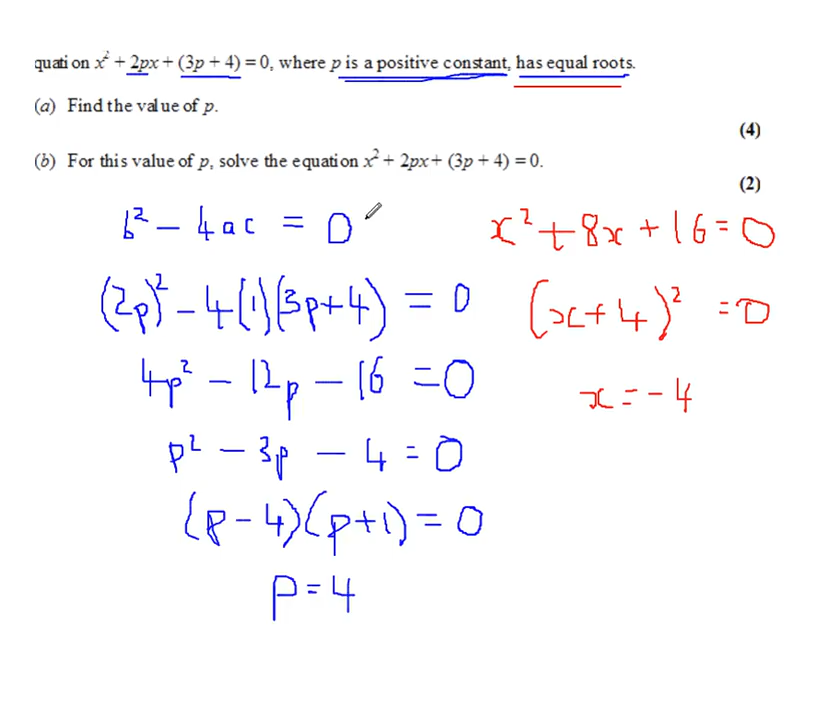 quation x² + 2px + (3p + 4) = 0, where p is a positive constant, has equal roots.
(a) Find the value of p.
(4)
(b) For this value of p, solve the equation x² + 2px + (3p + 4) = 0.
(2)
b² - 4ac = 0
(2p)² - 4(1)(3p+4) = 0
4p² - 12p - 16 = 0
p² - 3p - 4 = 0
(p - 4)(p+1) = 0
p = 4
x² + 8x + 16 = 0
(x + 4)² = 0
x = -4